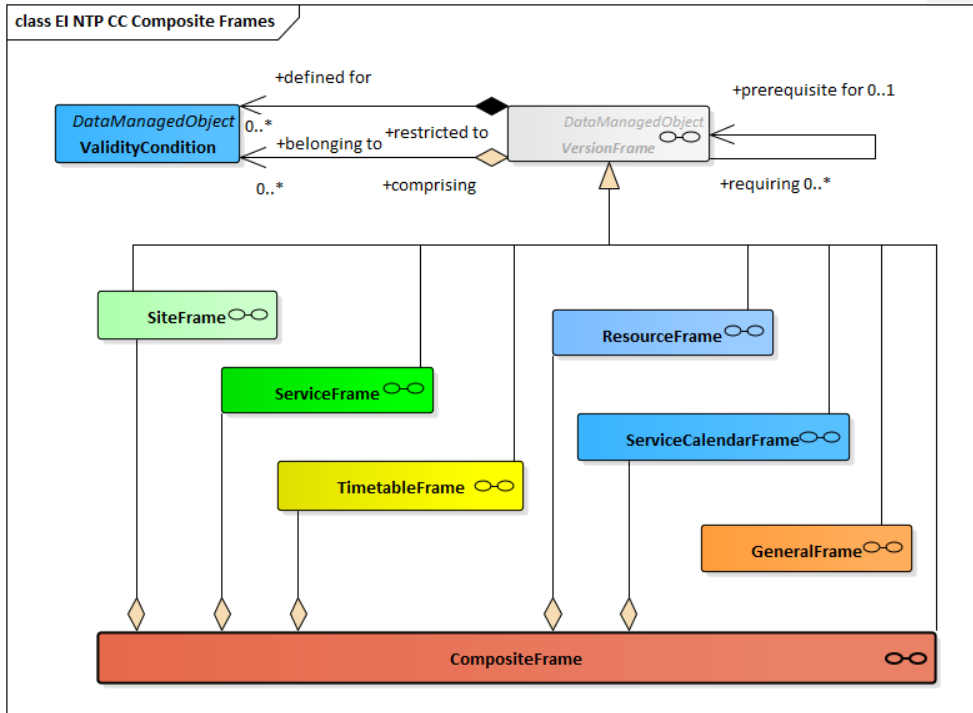 class EI NTP CC Composite Frames
+defined for
+prerequisite for 0..1
DataManagedObject
ValidityCondition
0..*
+restricted to
+belonging to
DataManagedObject
VersionFrame
0..*
+comprising
+requiring 0..*
SiteFrame
ResourceFrame
ServiceFrame
ServiceCalendarFrame
TimetableFrame
GeneralFrame
CompositeFrame